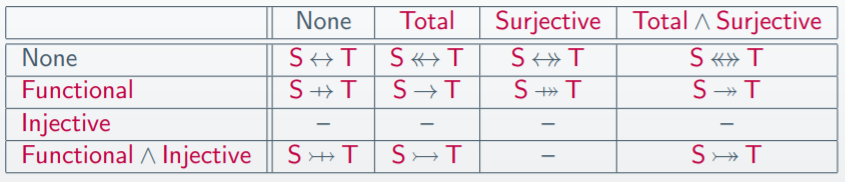 None Total Surjective Total ∧ Surjective
None S ↔ T S <<-> T S <->> T S <<->> T
Functional S ⇸ T S → T S ⤀ T S ↠ T
Injective – – – –
Functional ∧ Injective S ⤔ T S ↣ T – S ⤖ T